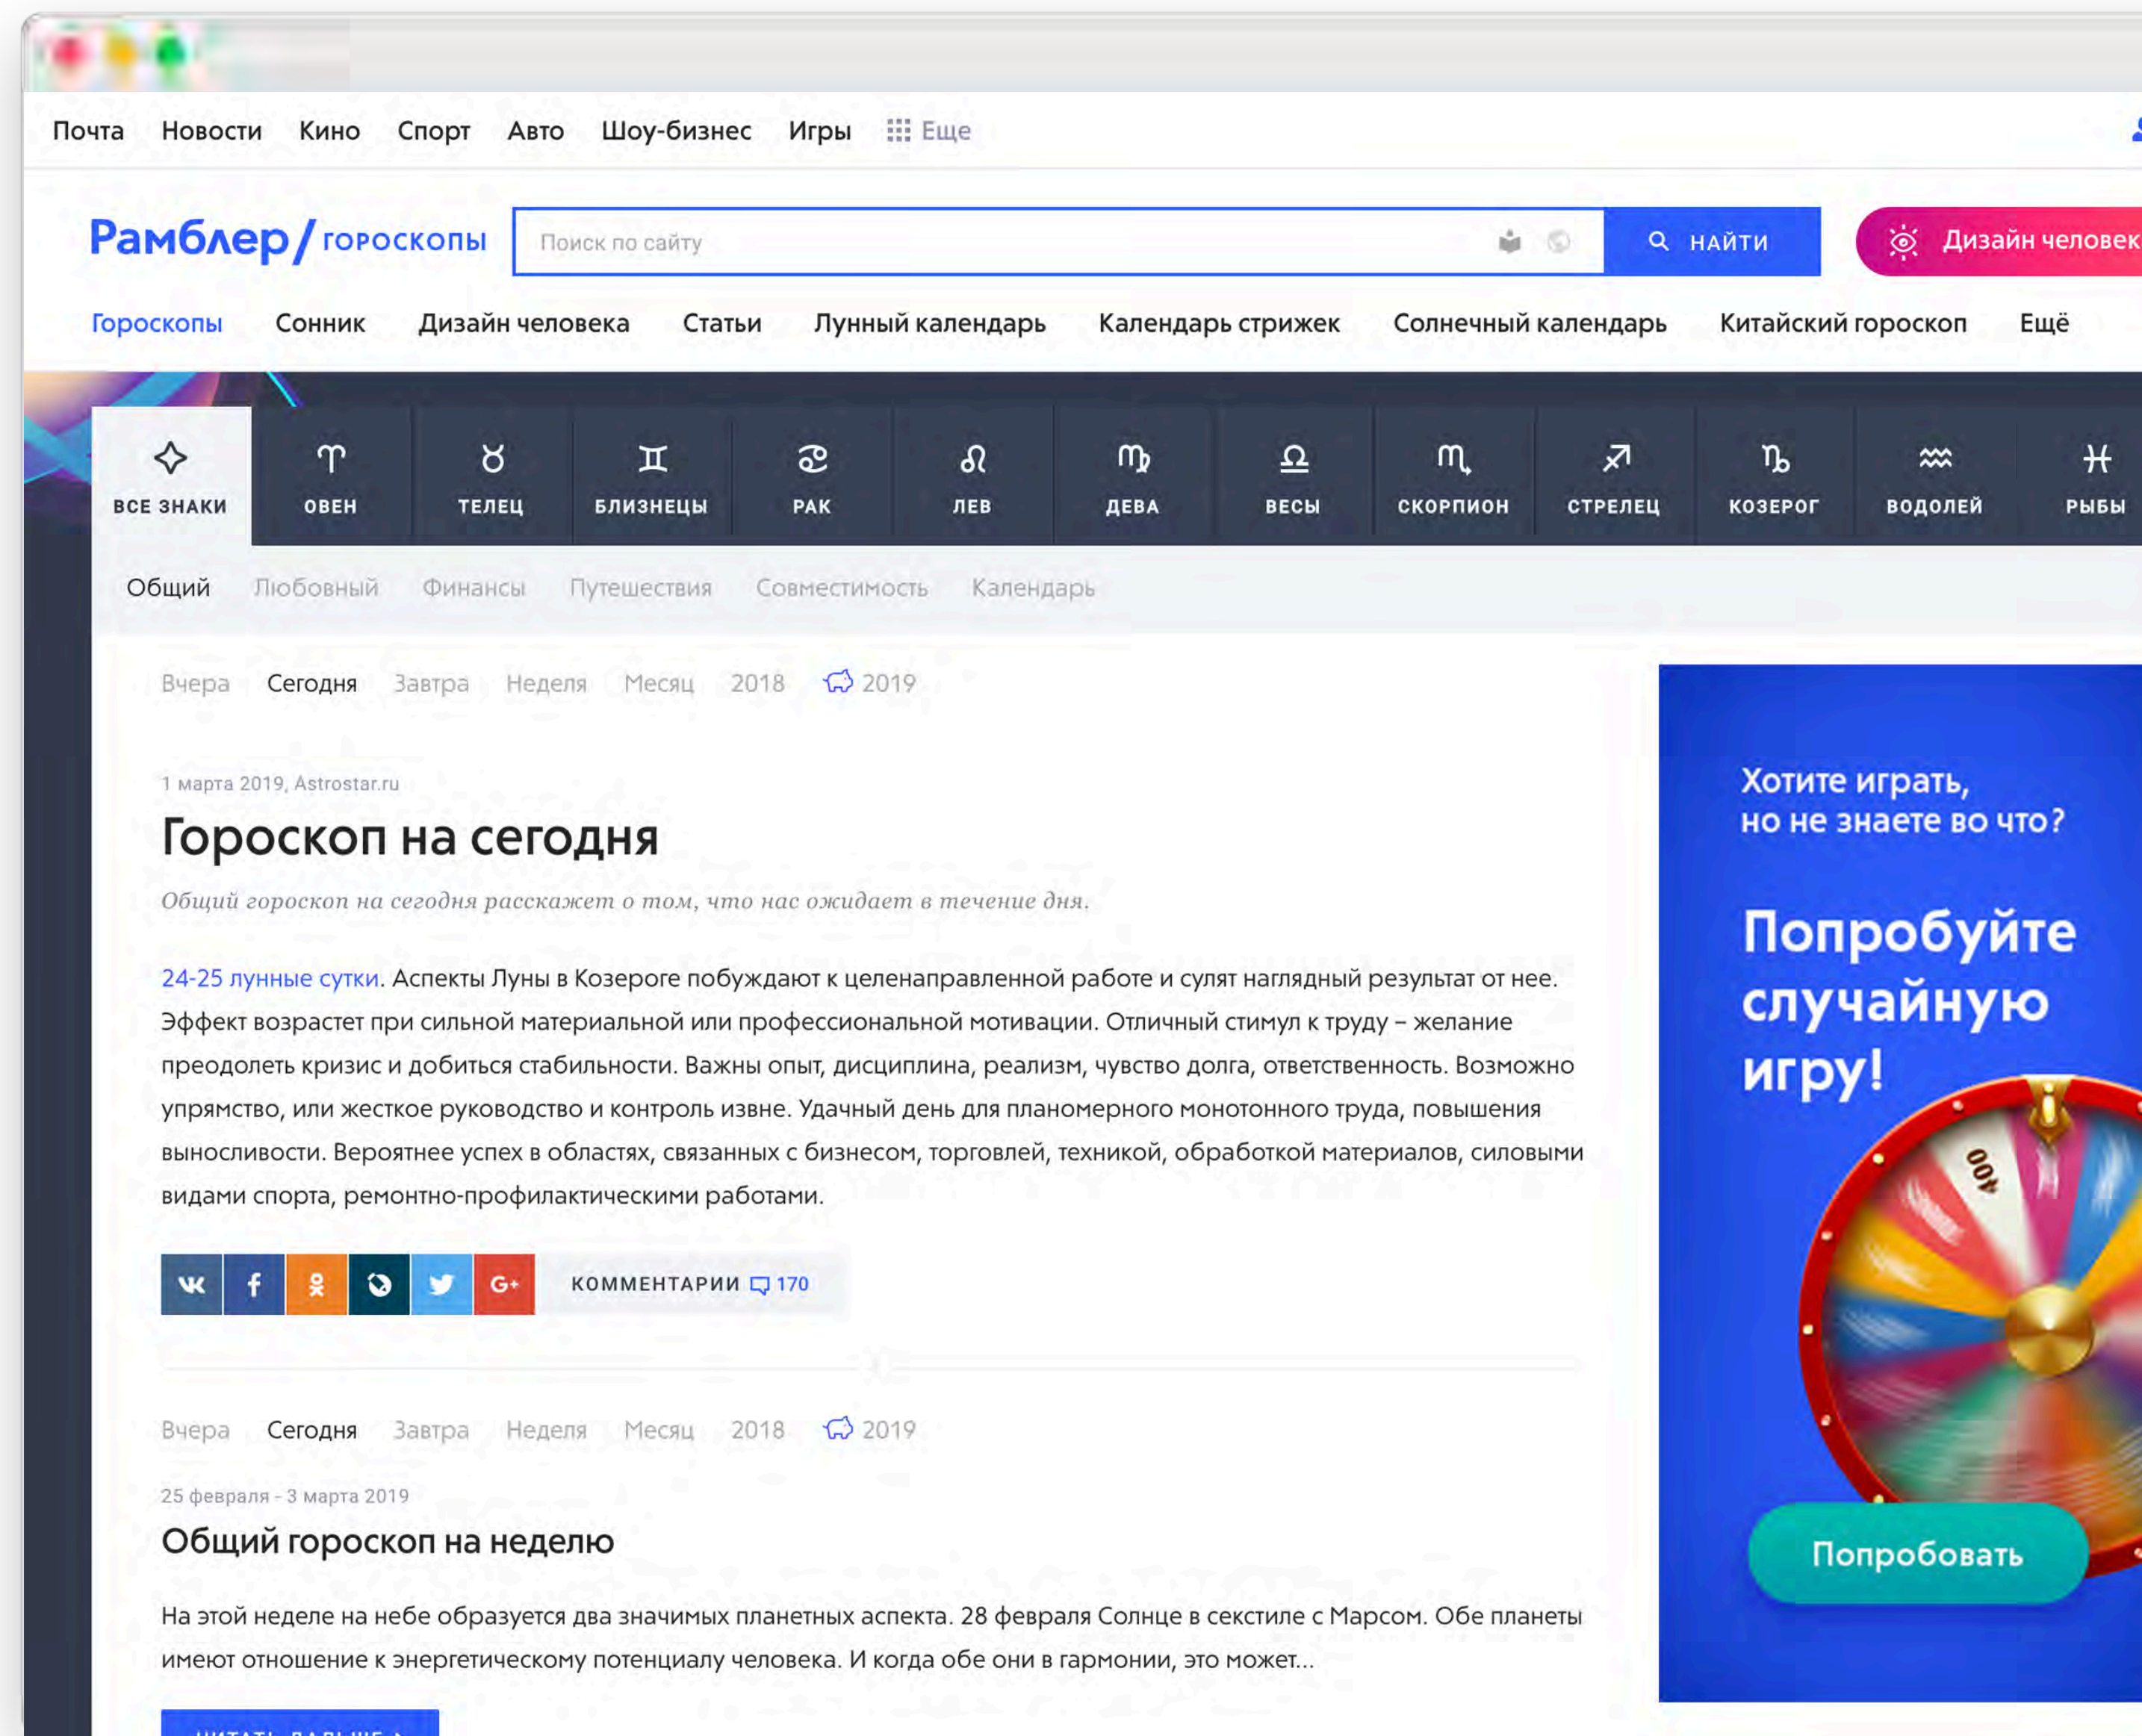 Почта Новости Кино Спорт Авто Шоу-бизнес Игры Еще
Рамблер/гороскопы Поиск по сайту НАЙТИ Дизайн
Гороскопы Сонник Дизайн человека Статьи Лунный календарь Календарь стрижек Солнечный календарь Китайский гороскоп Ещё
ВСЕ ЗНАКИ ОВЕН ТЕЛЕЦ БЛИЗНЕЦЫ РАК ЛЕВ ДЕВА ВЕСЫ СКОРПИОН СТРЕЛЕЦ КОЗЕРОГ ВОДОЛЕЙ РЫБЫ
Общий Любовный Финансы Путешествия Совместимость Календарь
Вчера Сегодня Завтра Неделя Месяц 2018 2019
1 марта 2019, Astrostar.ru
Гороскоп на сегодня
Общий гороскоп на сегодня расскажет о том, что нас ожидает в течение дня.
24-25 лунные сутки. Аспекты Луны в Козероге побуждают к целенаправленной работе и сулят наглядный результат от нее.
Эффект возрастет при сильной материальной или профессиональной мотивации. Отличный стимул к труду – желание
преодолеть кризис и добиться стабильности. Важны опыт, дисциплина, реализм, чувство долга, ответственность. Возможно
упрямство, или жесткое руководство и контроль извне. Удачный день для планомерного монотонного труда, повышения
выносливости. Вероятнее успех в областях, связанных с бизнесом, торговлей, техникой, обработкой материалов, силовыми
видами спорта, ремонтно-профилактическими работами.
G+ КОММЕНТАРИИ 170
Вчера Сегодня Завтра Неделя Месяц 2018 2019
25 февраля - 3 марта 2019
Общий гороскоп на неделю
На этой неделе на небе образуется два значимых планетных аспекта. 28 февраля Солнце в секстиле с Марсом. Обе планеты
имеют отношение к энергетическому потенциалу человека. И когда обе они в гармонии, это может...
Хотите играть,
но не знаете во что?
Попробуйте
случайную
игру!
400
Попробовать